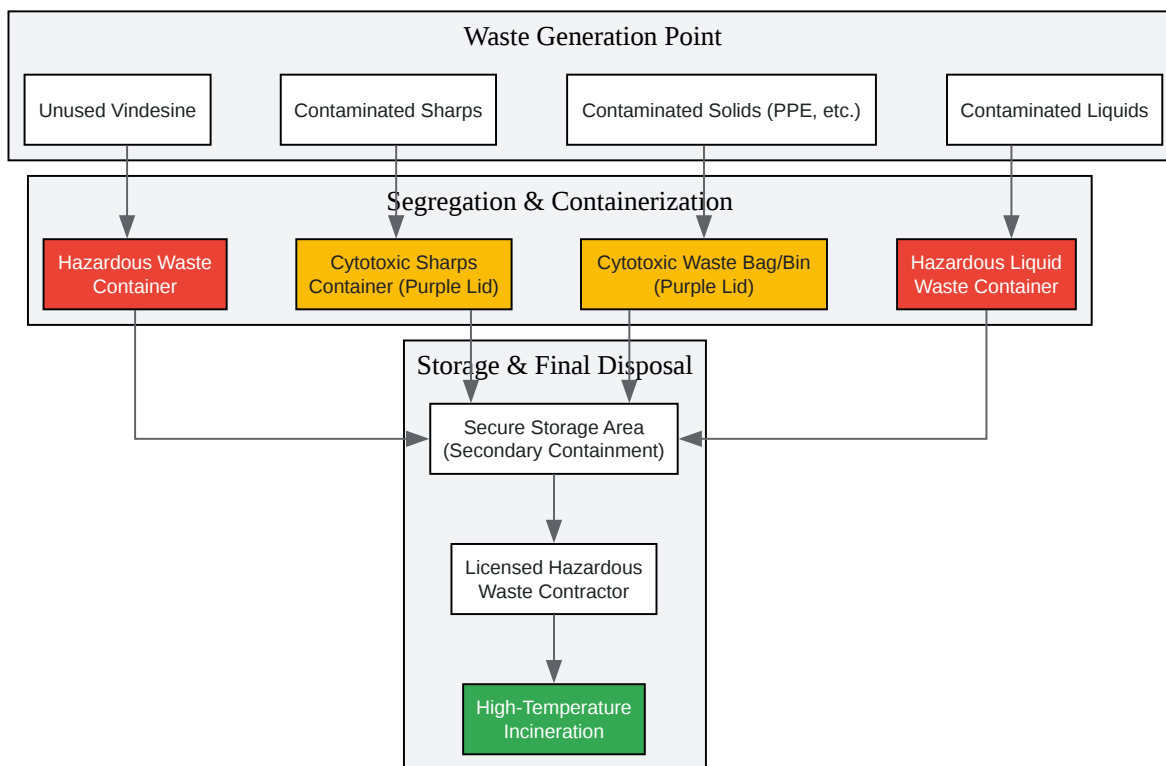 Waste Generation Point
Unused Vindesine
Contaminated Sharps
Contaminated Solids (PPE, etc.)
Contaminated Liquids
Segregation & Containerization
Hazardous Waste
Container
Cytotoxic Sharps
Container (Purple Lid)
Cytotoxic Waste Bag/Bin
(Purple Lid)
Hazardous Liquid
Waste Container
Storage & Final Disposal
Secure Storage Area
(Secondary Containment)
Licensed Hazardous
Waste Contractor
High-Temperature
Incineration